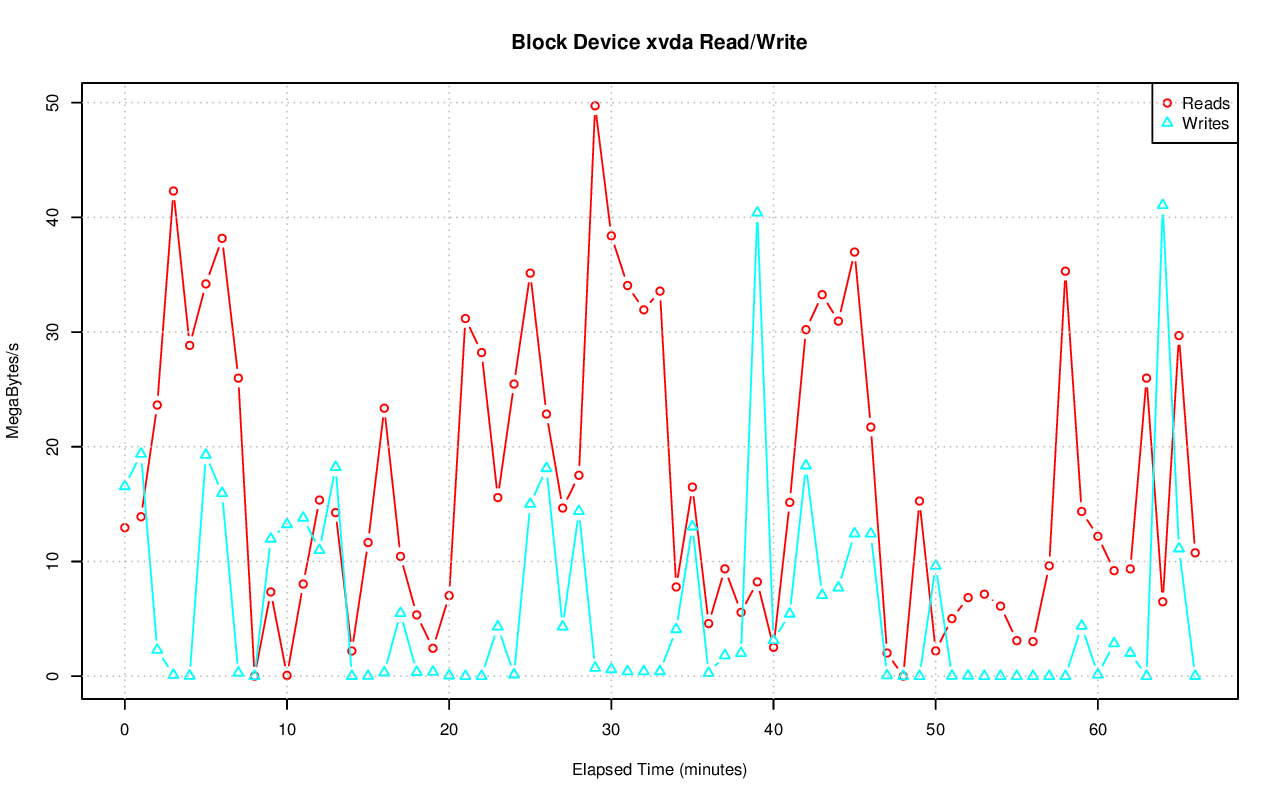 Block Device xvda Read/Write
Reads
Writes
MegaBytes/s
50
40
30
20
10
0
0 10 20 30 40 50 60
Elapsed Time (minutes)